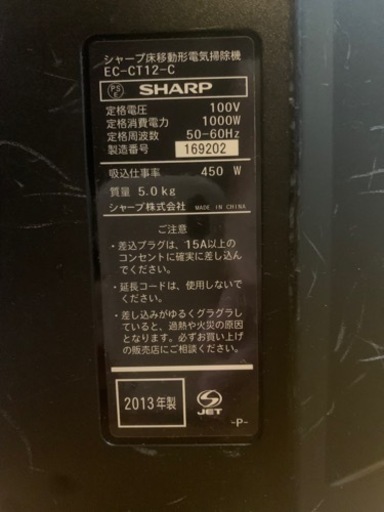 シャープ床移動形電気掃除機
EC-CT12-C
PS E SHARP
定格電圧 100V
定格消費電力 1000W
定格周波数 50-60Hz
製造番号 169202
吸込仕事率 450 W
質量 5.0kg
シャープ株式会社 MADE IN CHINA
ご注意
・差込プラグは、15A以上の
コンセントに確実に差し込ん
でください。
・延長コードは、使用しないで
ください。
・差し込みがゆるくグラグラ
していると、過熱や火災の原因
となります。必ずお買い上げ
の販売店にご相談ください。
2013年製
JET
-P-